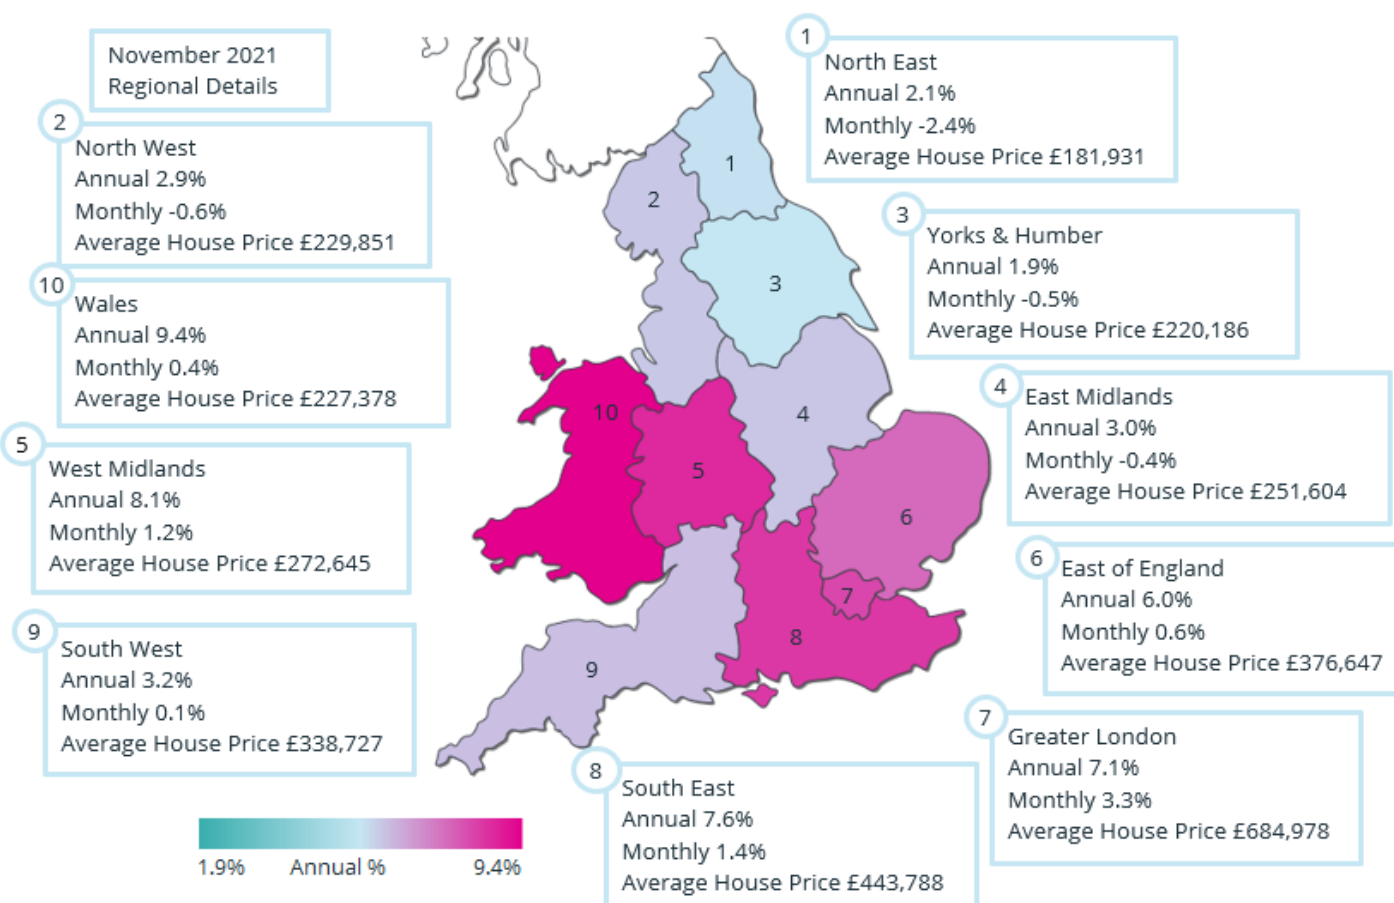 November 2021
Regional Details
1
North East
Annual 2.1%
Monthly -2.4%
Average House Price £181,931
2
North West
Annual 2.9%
Monthly -0.6%
Average House Price £229,851
3
Yorks & Humber
Annual 1.9%
Monthly -0.5%
Average House Price £220,186
10
Wales
Annual 9.4%
Monthly 0.4%
Average House Price £227,378
4
East Midlands
Annual 3.0%
Monthly -0.4%
Average House Price £251,604
5
West Midlands
Annual 8.1%
Monthly 1.2%
Average House Price £272,645
6
East of England
Annual 6.0%
Monthly 0.6%
Average House Price £376,647
9
South West
Annual 3.2%
Monthly 0.1%
Average House Price £338,727
7
Greater London
Annual 7.1%
Monthly 3.3%
Average House Price £684,978
8
South East
Annual 7.6%
Monthly 1.4%
Average House Price £443,788
1
2
3
10
4
5
6
7
8
9
1.9% Annual % 9.4%